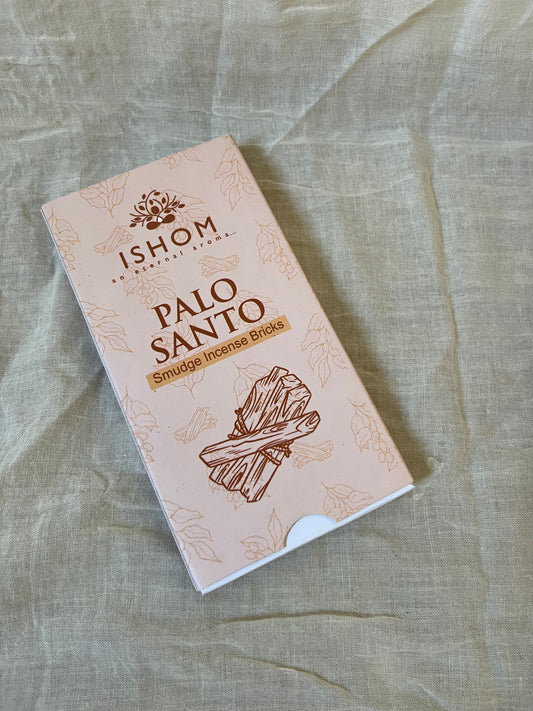 ISHOM
an eternal aroma...
PALO
SANTO
Smudge Incense Bricks